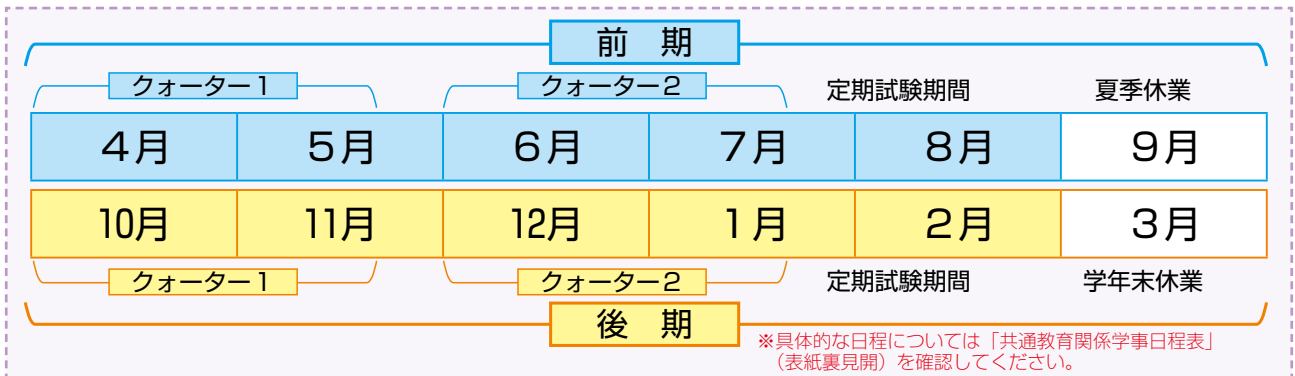 前　期
クォーター1
クォーター2
定期試験期間
夏季休業
4月
5月
6月
7月
8月
9月
10月
11月
12月
1月
2月
3月
クォーター1
クォーター2
定期試験期間
学年末休業
後　期
※具体的な日程については「共通教育関係学事日程表」
（表紙裏見開）を確認してください。